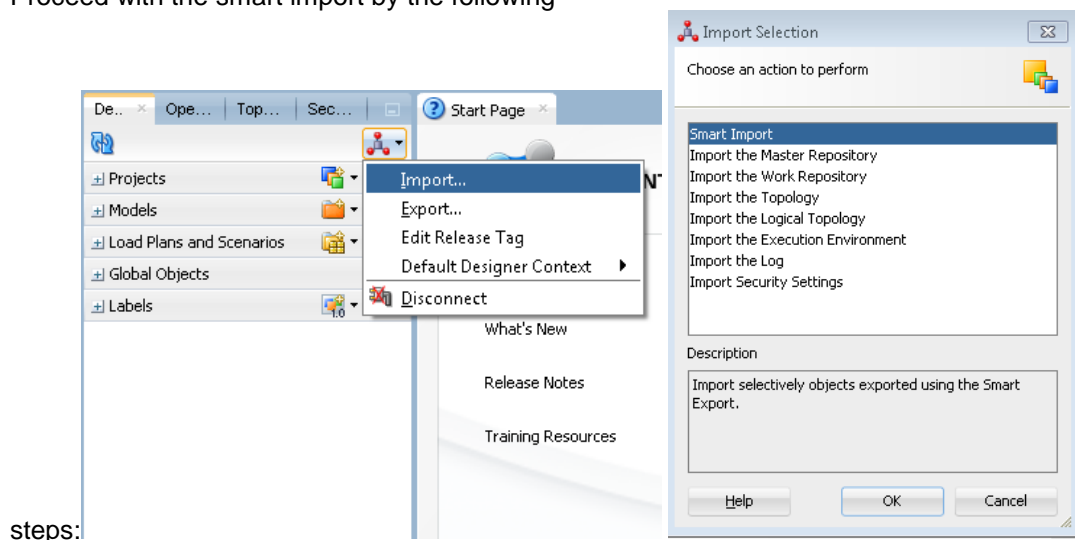 Proceed with the smart import by the following
steps:
De..
Ope...
Top...
Sec...
Projects
Models
Load Plans and Scenarios
Global Objects
Labels
1.0
Start Page
Import...
Export...
Edit Release Tag
Default Designer Context
Disconnect
What's New
Release Notes
Training Resources
Import Selection
Choose an action to perform
Smart Import
Import the Master Repository
Import the Work Repository
Import the Topology
Import the Logical Topology
Import the Execution Environment
Import the Log
Import Security Settings
Description
Import selectively objects exported using the Smart
Export.
Help
OK
Cancel